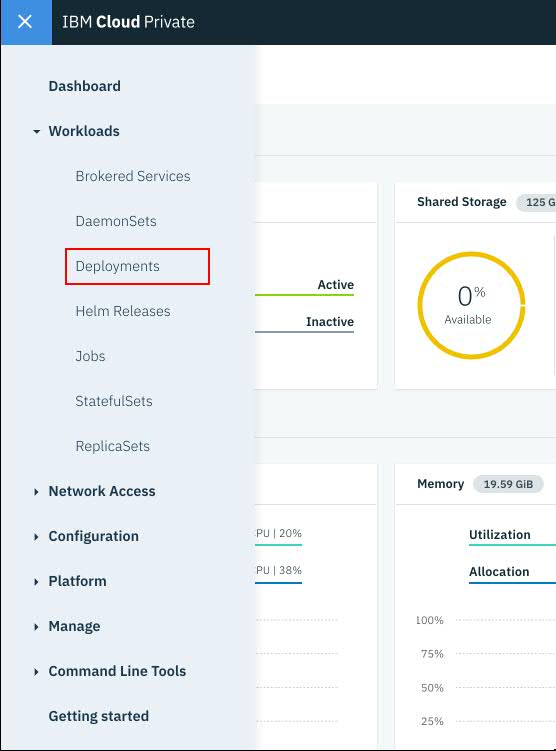 IBM Cloud Private
Dashboard
Workloads
Brokered Services
DaemonSets
Deployments
Helm Releases
Jobs
StatefulSets
ReplicaSets
Network Access
Configuration
Platform
Manage
Command Line Tools
Getting started
Active
Inactive
Shared Storage 125 G
0%
Available
PU | 20%
PU | 38%
Memory 19.59 GiB
Utilization
Allocation
100%
75%
50%
25%